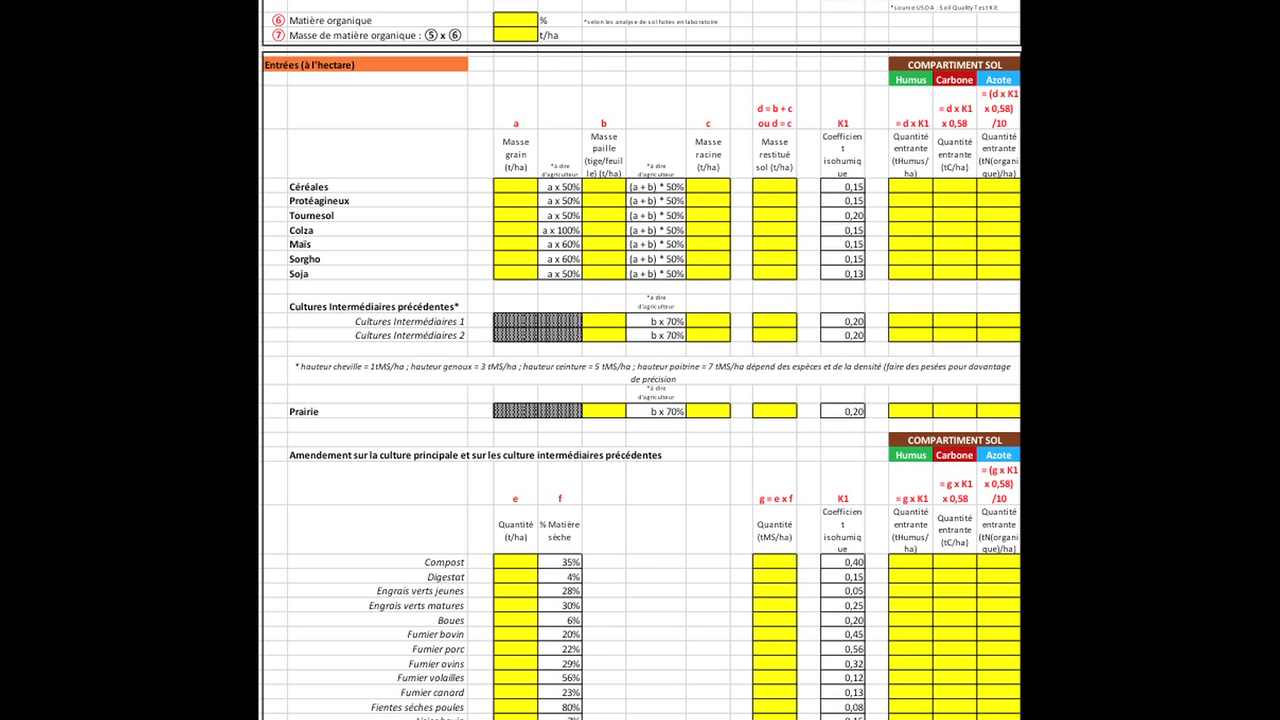 *source USDA : Soil Quality Test Kit
⑥ Matière organique % *selon les analyse de sol faites en laboratoire
⑦ Masse de matière organique : ⑤ x ⑥ t/ha
Entrées (à l'hectare) COMPARTIMENT SOL
Humus Carbone Azote
a b c d = b + c ou d = c K1 = d x K1 = d x K1 x 0,58 = (d x K1 x 0,58) /10
Masse grain (t/ha) *à dire d'agriculteur Masse paille (tige/feuille) (t/ha) *à dire d'agriculteur Masse racine (t/ha) Masse restitué sol (t/ha) Coefficient isohumique Quantité entrante (tHumus/ha) Quantité entrante (tC/ha) Quantité entrante (tN(organique)/ha)
Céréales a x 50% (a + b) * 50% 0,15
Protéagineux a x 50% (a + b) * 50% 0,15
Tournesol a x 50% (a + b) * 50% 0,20
Colza a x 100% (a + b) * 50% 0,15
Maïs a x 60% (a + b) * 50% 0,15
Sorgho a x 60% (a + b) * 50% 0,15
Soja a x 50% (a + b) * 50% 0,13
*à dire d'agriculteur
Cultures Intermédiaires précédentes*
Cultures Intermédiaires 1 b x 70% 0,20
Cultures Intermédiaires 2 b x 70% 0,20
* hauteur cheville = 1tMS/ha ; hauteur genoux = 3 tMS/ha ; hauteur ceinture = 5 tMS/ha ; hauteur poitrine = 7 tMS/ha dépend des espèces et de la densité (faire des pesées pour davantage
de précision
*à dire d'agriculteur
Prairie b x 70% 0,20
COMPARTIMENT SOL
Amendement sur la culture principale et sur les culture intermédiaires précédentes Humus Carbone Azote
e f g = e x f K1 = g x K1 = g x K1 x 0,58 = (g x K1 x 0,58) /10
Quantité (t/ha) % Matière sèche Quantité (tMS/ha) Coefficient isohumique Quantité entrante (tHumus/ha) Quantité entrante (tC/ha) Quantité entrante (tN(organique)/ha)
Compost 35% 0,40
Digestat 4% 0,15
Engrais verts jeunes 28% 0,05
Engrais verts matures 30% 0,25
Boues 6% 0,20
Fumier bovin 20% 0,45
Fumier porc 22% 0,56
Fumier ovins 29% 0,32
Fumier volailles 56% 0,12
Fumier canard 23% 0,13
Fientes séches poules 80% 0,08